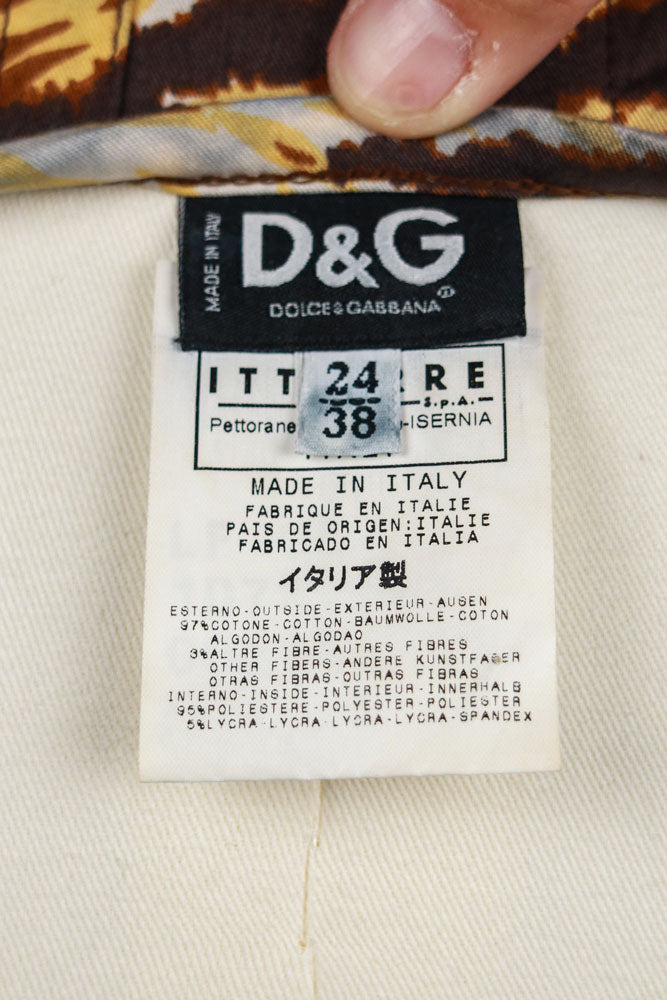 MADE IN ITALY
D&G
DOLCE&GABBANA
24
38
ITT RRE
S.p.A.
Pettorane -ISERNIA
MADE IN ITALY
FABRIQUE EN ITALIE
PAIS DE ORIGEN:ITALIE
FABRICADO EN ITALIA
イタリア製
ESTERNO-OUTSIDE-EXTERIEUR-AUSEN
97%COTONE-COTTON-BAUMWOLLE-COTON
ALGODON-ALGODAO
3%ALTRE FIBRE-AUTRES FIBRES
OTHER FIBERS-ANDERE KUNSTFASER
OTRAS FIBRAS-OUTRAS FIBRAS
INTERNO-INSIDE-INTERIEUR-INNERHALB
95%POLIESTERE-POLYESTER-POLIESTER
5%LYCRA-LYCRA-LYCRA-LYCRA-SPANDEX